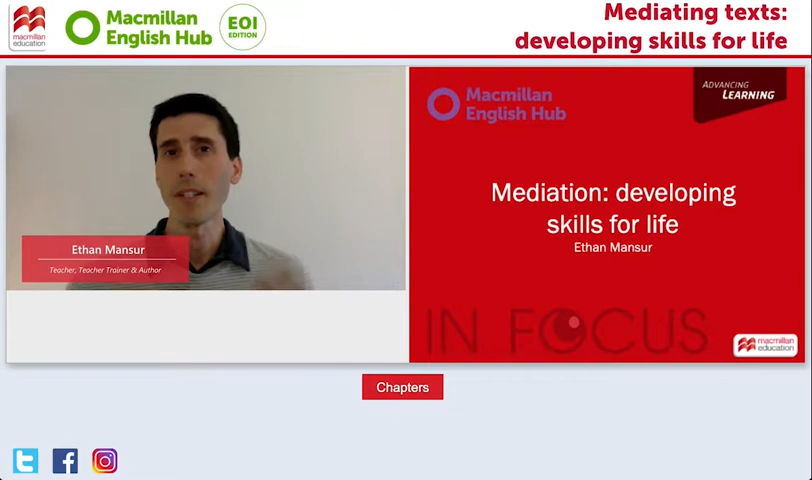 macmillan
education
Macmillan
English Hub
EOI
EDITION
Mediating texts:
developing skills for life
Ethan Mansur
Teacher, Teacher Trainer & Author
Macmillan
English Hub
ADVANCING
LEARNING
Mediation: developing
skills for life
Ethan Mansur
IN FOCUS
macmillan
education
Chapters